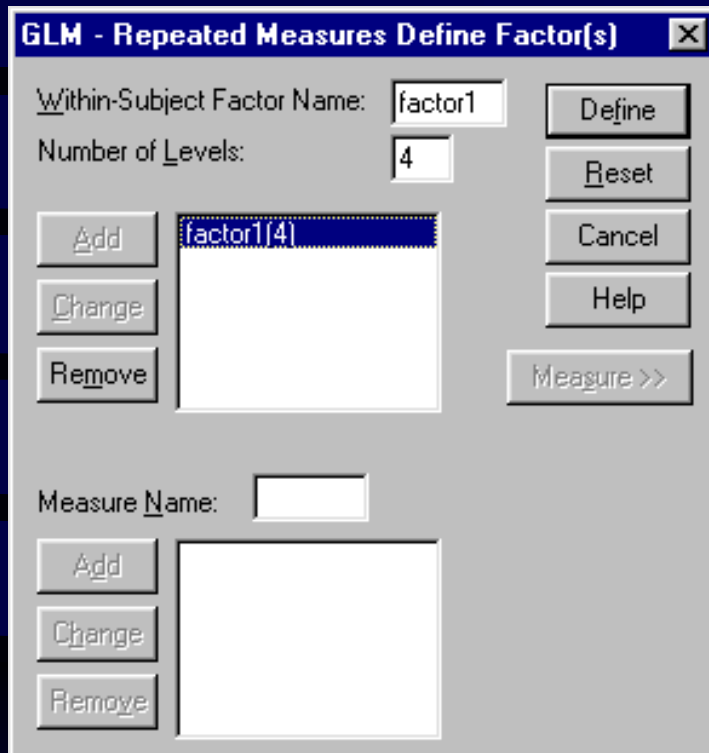 GLM - Repeated Measures Define Factor(s)
Within-Subject Factor Name: factor1
Define
Number of Levels: 4
Reset
Add
factor1(4)
Cancel
Change
Help
Remove
Measure >>
Measure Name:
Add
Change
Remove